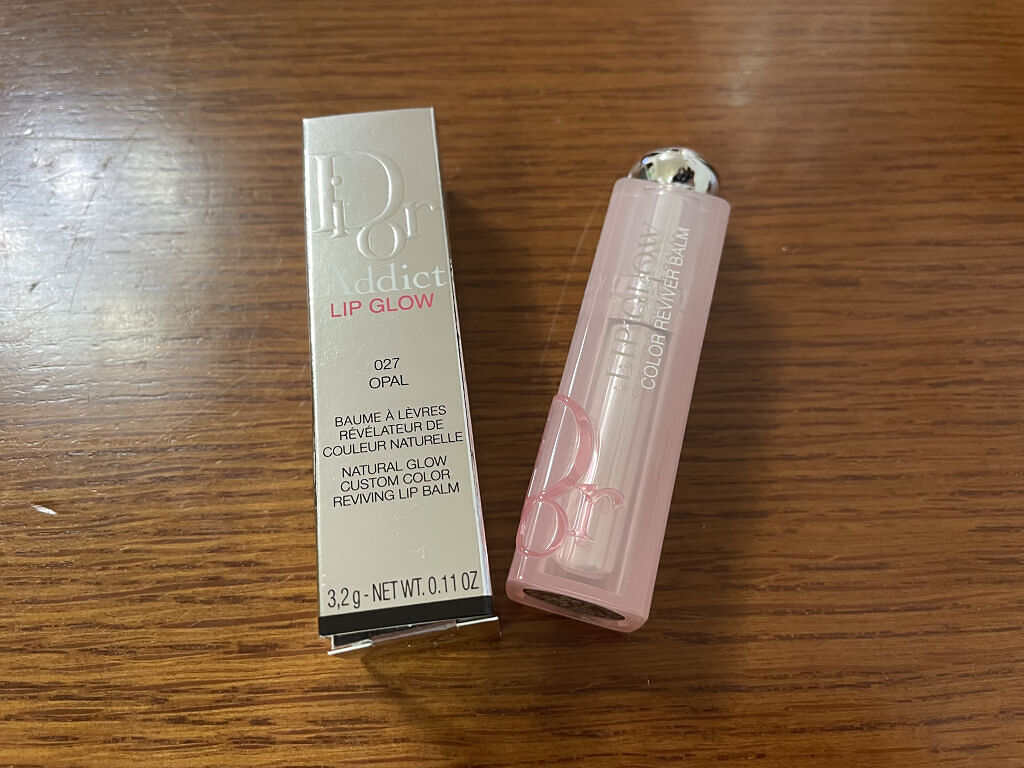 Dior
Addict
LIP GLOW
027
OPAL
BAUME À LÈVRES
RÉVÉLATEUR DE
COULEUR NATURELLE
NATURAL GLOW
CUSTOM COLOR
REVIVING LIP BALM
3,2 g - NET WT. 0.11 OZ
LIP GLOW
COLOR REVIVER BALM
Dior